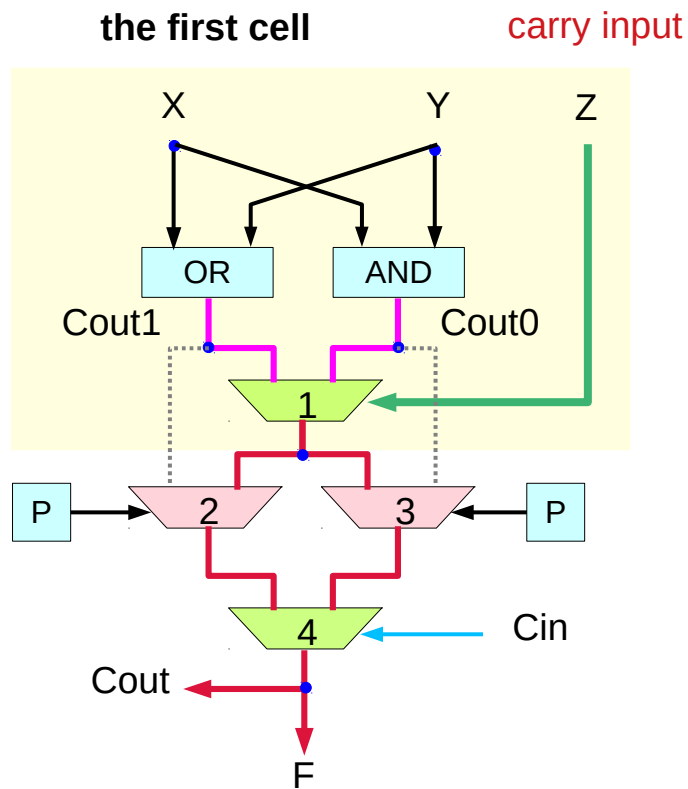 the first cell
carry input
X
Y
Z
OR
AND
Cout1
Cout0
1
P
2
3
P
4
Cin
Cout
F